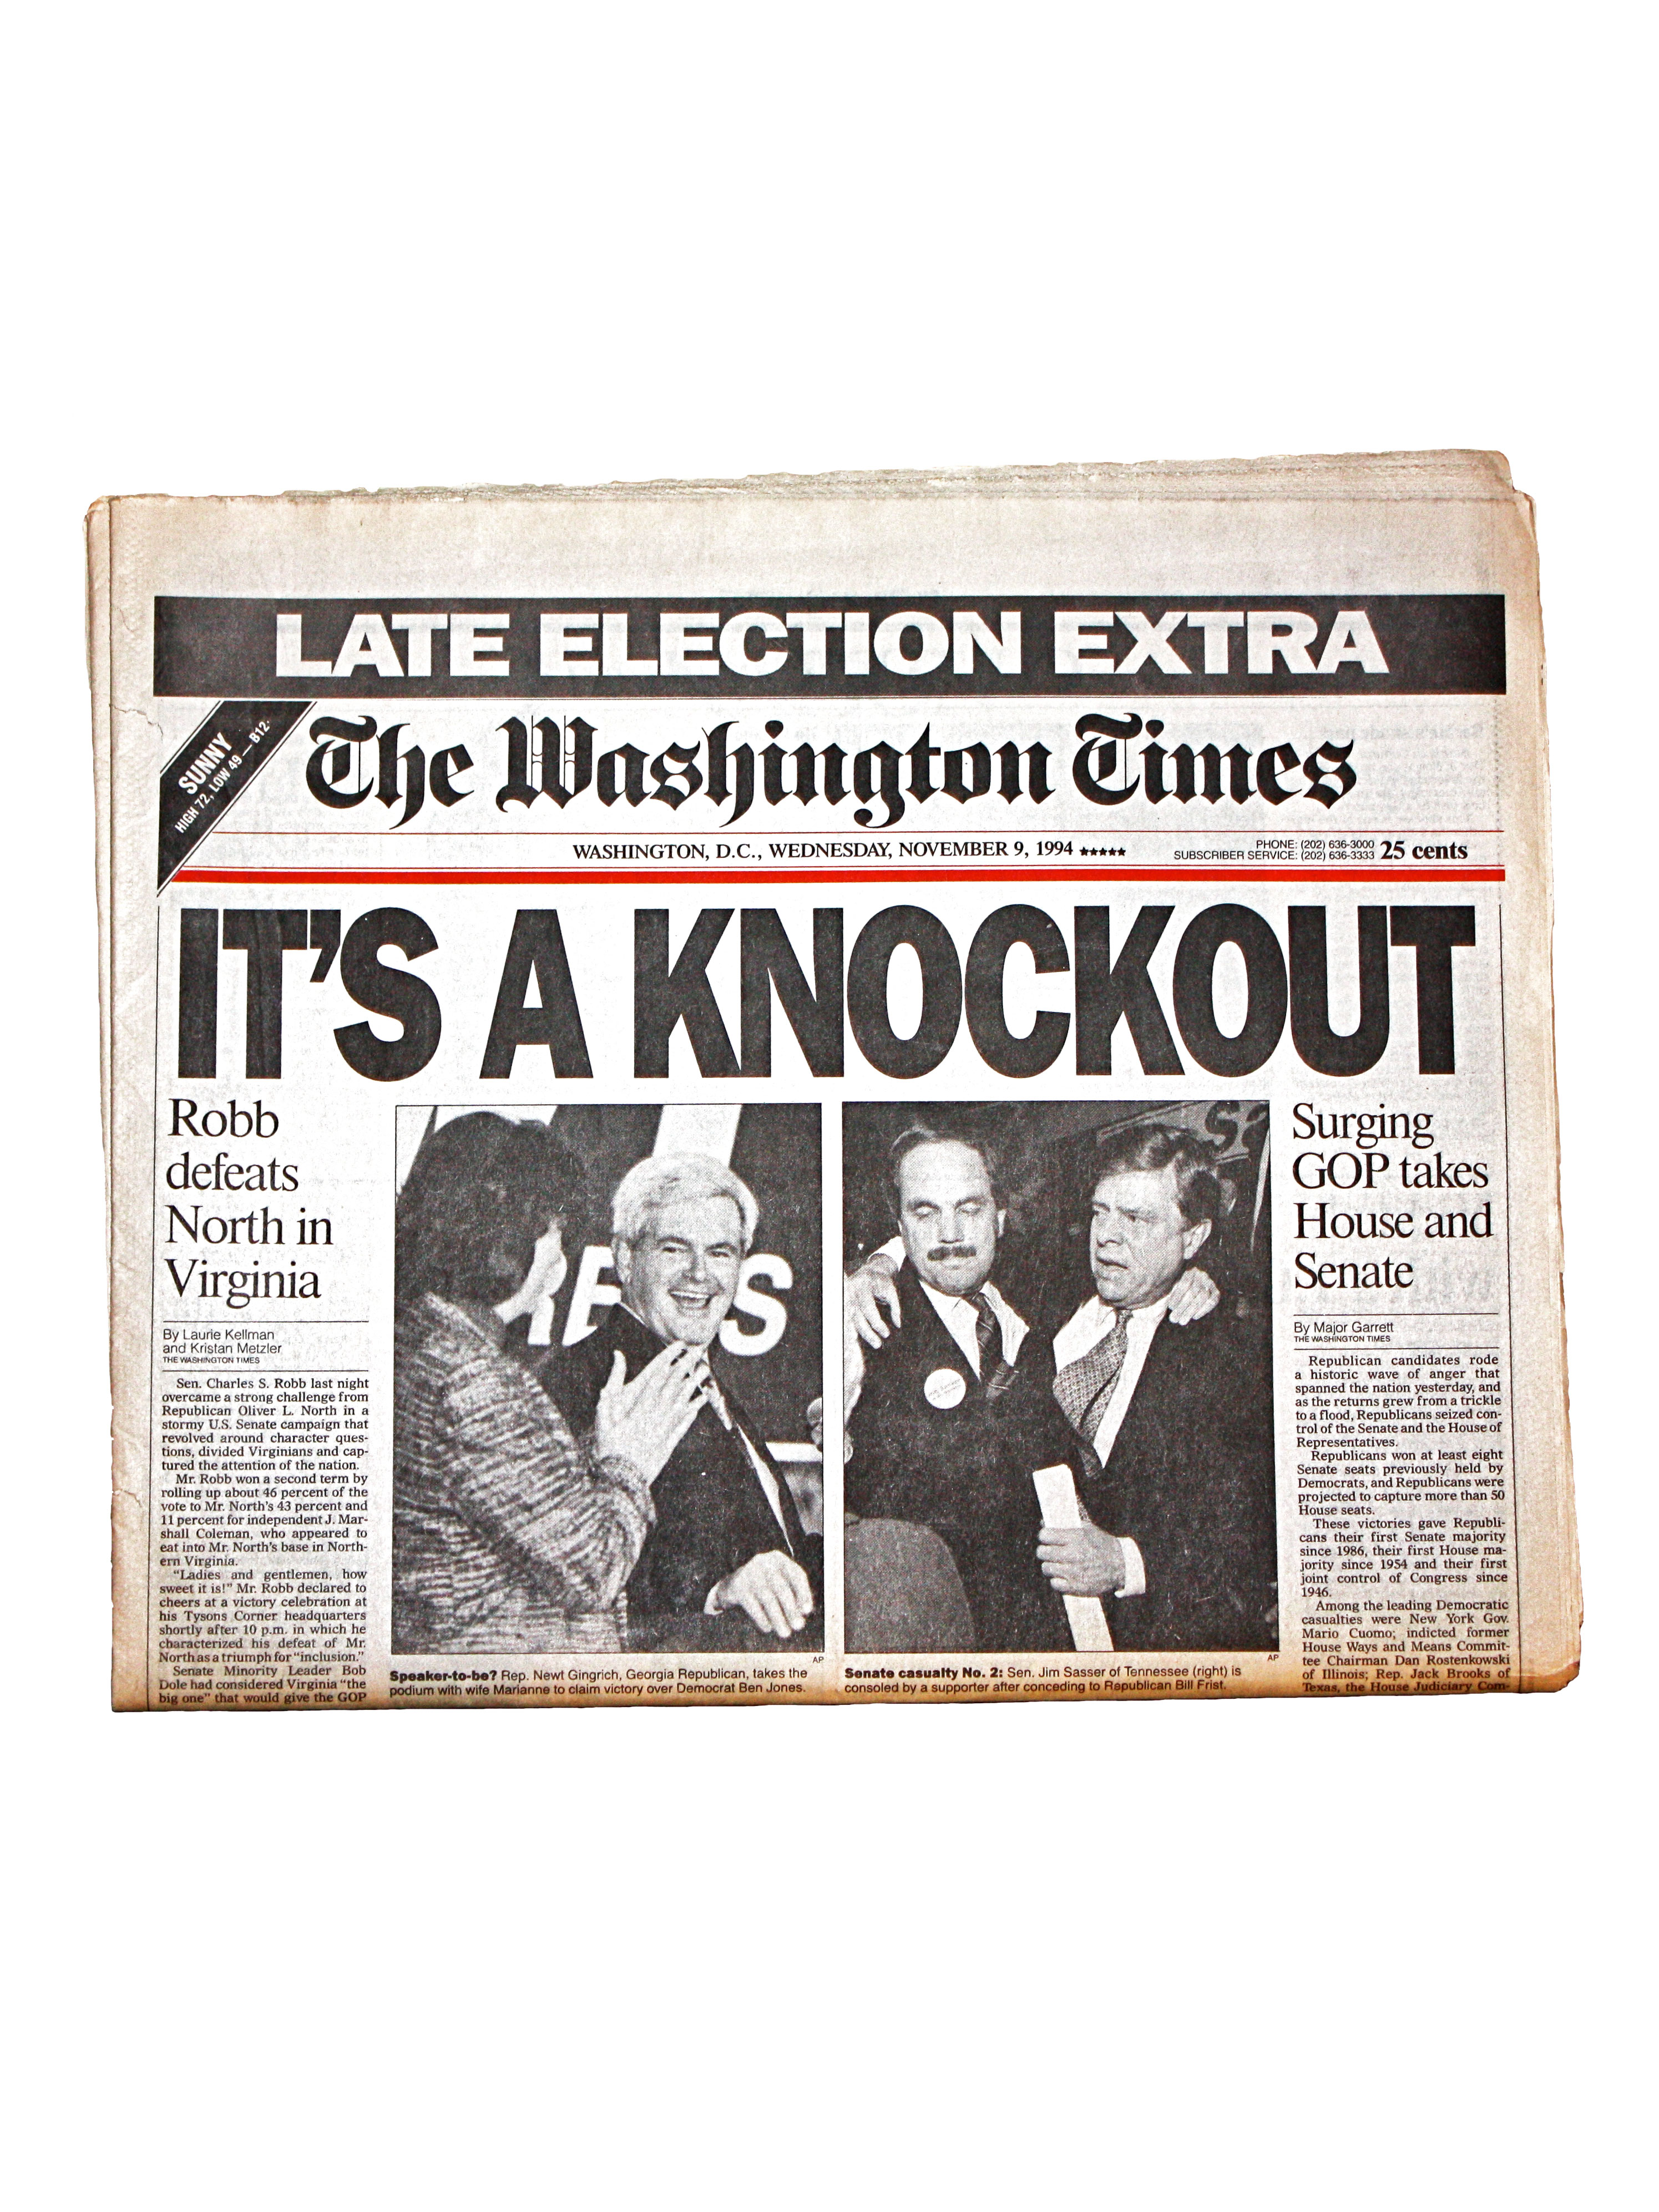 LATE ELECTION EXTRA
SUNNY
HIGH 72, LOW 49 — B12
The Washington Times
WASHINGTON, D.C., WEDNESDAY, NOVEMBER 9, 1994 ★★★★★
PHONE: (202) 636-3000
SUBSCRIBER SERVICE: (202) 636-3333
25 cents
IT'S A KNOCKOUT
Robb
defeats
North in
Virginia
By Laurie Kellman
and Kristan Metzler
THE WASHINGTON TIMES
Sen. Charles S. Robb last night
overcame a strong challenge from
Republican Oliver L. North in a
stormy U.S. Senate campaign that
revolved around character ques-
tions, divided Virginians and cap-
tured the attention of the nation.
Mr. Robb won a second term by
rolling up about 46 percent of the
vote to Mr. North's 43 percent and
11 percent for independent J. Mar-
shall Coleman, who appeared to
eat into Mr. North's base in North-
ern Virginia.
"Ladies and gentlemen, how
sweet it is!" Mr. Robb declared to
cheers at a victory celebration at
his Tysons Corner headquarters
shortly after 10 p.m. in which he
characterized his defeat of Mr.
North as a triumph for "inclusion."
Senate Minority Leader Bob
Dole had considered Virginia "the
big one" that would give the GOP
AP
Speaker-to-be? Rep. Newt Gingrich, Georgia Republican, takes the
podium with wife Marianne to claim victory over Democrat Ben Jones.
AP
Senate casualty No. 2: Sen. Jim Sasser of Tennessee (right) is
consoled by a supporter after conceding to Republican Bill Frist.
Surging
GOP takes
House and
Senate
By Major Garrett
THE WASHINGTON TIMES
Republican candidates rode
a historic wave of anger that
spanned the nation yesterday, and
as the returns grew from a trickle
to a flood, Republicans seized con-
trol of the Senate and the House of
Representatives.
Republicans won at least eight
Senate seats previously held by
Democrats, and Republicans were
projected to capture more than 50
House seats.
These victories gave Republi-
cans their first Senate majority
since 1986, their first House ma-
jority since 1954 and their first
joint control of Congress since
1946.
Among the leading Democratic
casualties were New York Gov.
Mario Cuomo; indicted former
House Ways and Means Commit-
tee Chairman Dan Rostenkowski
of Illinois; Rep. Jack Brooks of
Texas, the House Judiciary Com-